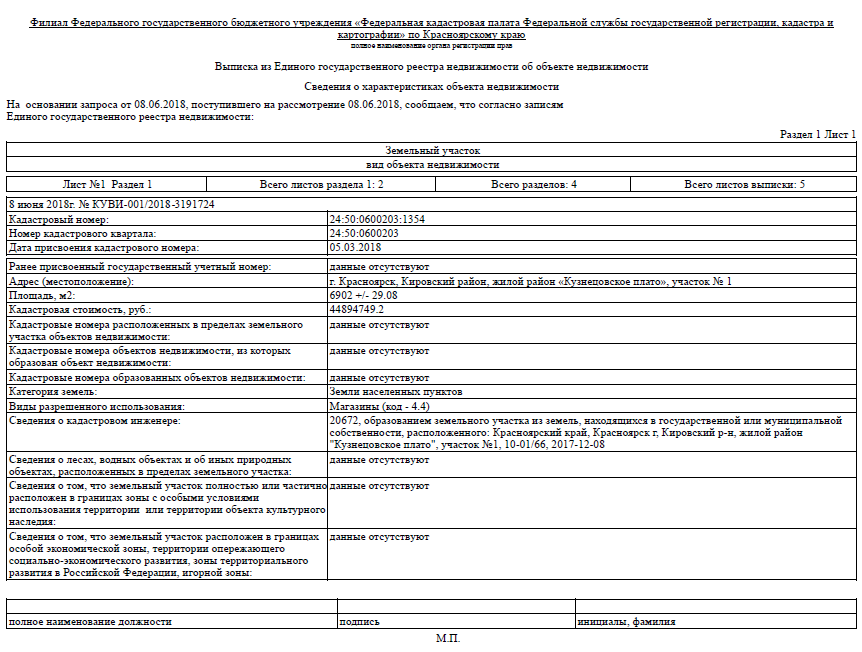 Филиал Федерального государственного бюджетного учреждения «Федеральная кадастровая палата Федеральной службы государственной регистрации, кадастра и
картографии» по Красноярскому краю
полное наименование органа регистрации прав
Выписка из Единого государственного реестра недвижимости об объекте недвижимости
Сведения о характеристиках объекта недвижимости
На основании запроса от 08.06.2018, поступившего на рассмотрение 08.06.2018, сообщаем, что согласно записям
Единого государственного реестра недвижимости:
Раздел 1 Лист 1
Земельный участок
вид объекта недвижимости
Лист №1 Раздел 1 Всего листов раздела 1: 2 Всего разделов: 4 Всего листов выписки: 5
8 июня 2018г. № КУВИ-001/2018-3191724
Кадастровый номер: 24:50:0600203:1354
Номер кадастрового квартала: 24:50:0600203
Дата присвоения кадастрового номера: 05.03.2018
Ранее присвоенный государственный учетный номер: данные отсутствуют
Адрес (местоположение): г. Красноярск, Кировский район, жилой район «Кузнецовское плато», участок № 1
Площадь, м2: 6902 +/- 29.08
Кадастровая стоимость, руб.: 44894749.2
Кадастровые номера расположенных в пределах земельного данные отсутствуют
участка объектов недвижимости:
Кадастровые номера объектов недвижимости, из которых данные отсутствуют
образован объект недвижимости:
Кадастровые номера образованных объектов недвижимости: данные отсутствуют
Категория земель: Земли населенных пунктов
Виды разрешенного использования: Магазины (код - 4.4)
Сведения о кадастровом инженере: 20672, образованием земельного участка из земель, находящихся в государственной или муниципальной
собственности, расположенного: Красноярский край, Красноярск г, Кировский р-н, жилой район
"Кузнецовское плато", участок №1, 10-01/66, 2017-12-08
Сведения о лесах, водных объектах и об иных природных данные отсутствуют
объектах, расположенных в пределах земельного участка:
Сведения о том, что земельный участок полностью или частично данные отсутствуют
расположен в границах зоны с особыми условиями
использования территории или территории объекта культурного
наследия:
Сведения о том, что земельный участок расположен в границах данные отсутствуют
особой экономической зоны, территории опережающего
социально-экономического развития, зоны территориального
развития в Российской Федерации, игорной зоны:
полное наименование должности подпись инициалы, фамилия
М.П.